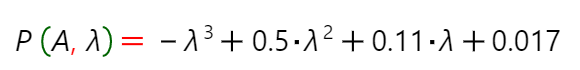 P (A, λ) = − λ³ + 0.5·λ² + 0.11·λ + 0.017